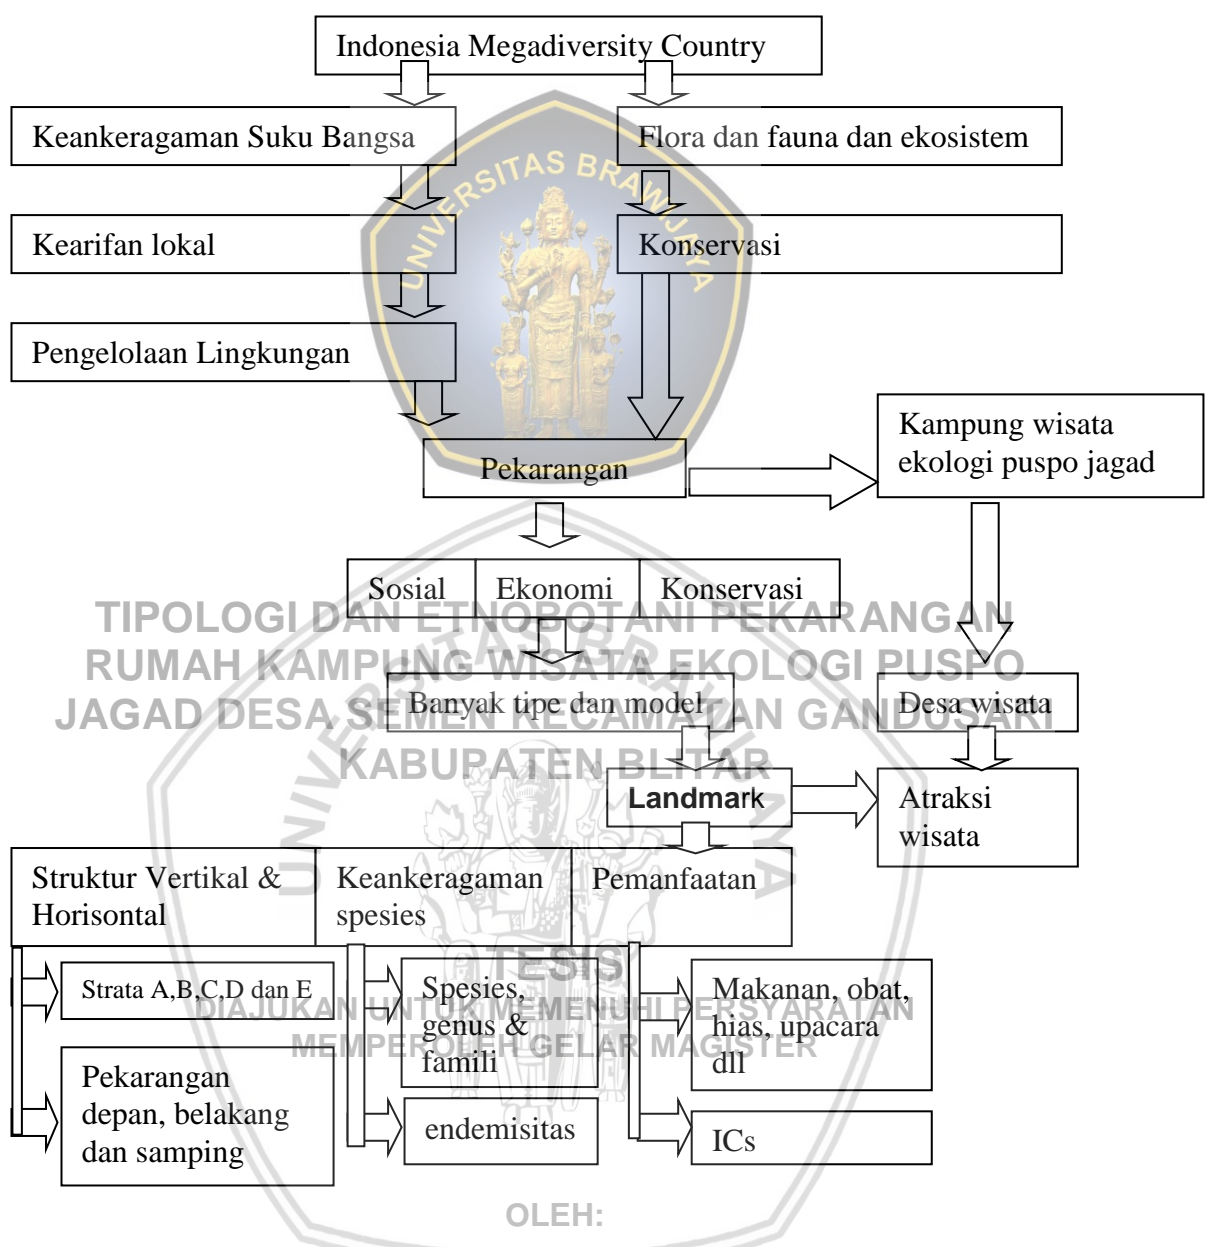 Indonesia Megadiversity Country
Keankeragaman Suku Bangsa
Flora dan fauna dan ekosistem
UNIVERSITAS BRAWIJAYA
Kearifan lokal
Konservasi
Pengelolaan Lingkungan
Kampung wisata
ekologi puspo jagad
Pekarangan
Sosial
Ekonomi
Konservasi
TIPOLOGI DAN ETNOBOTANI PEKARANGAN
RUMAH KAMPUNG WISATA EKOLOGI PUSPO
JAGAD DESA SEMEN KECAMATAN GANDUSARI
KABUPATEN BLITAR
UNIVERSITAS BRAWIJAYA
Banyak tipe dan model
Desa wisata
Landmark
Atraksi
wisata
Struktur Vertikal &
Horisontal
Keankeragaman
spesies
Pemanfaatan
TESIS
DIAJUKAN UNTUK MEMENUHI PERSYARATAN
MEMPEROLEH GELAR MAGISTER
Strata A,B,C,D dan E
Spesies,
genus &
famili
Makanan, obat,
hias, upacara
dll
Pekarangan
depan, belakang
dan samping
endemisitas
ICs
OLEH: